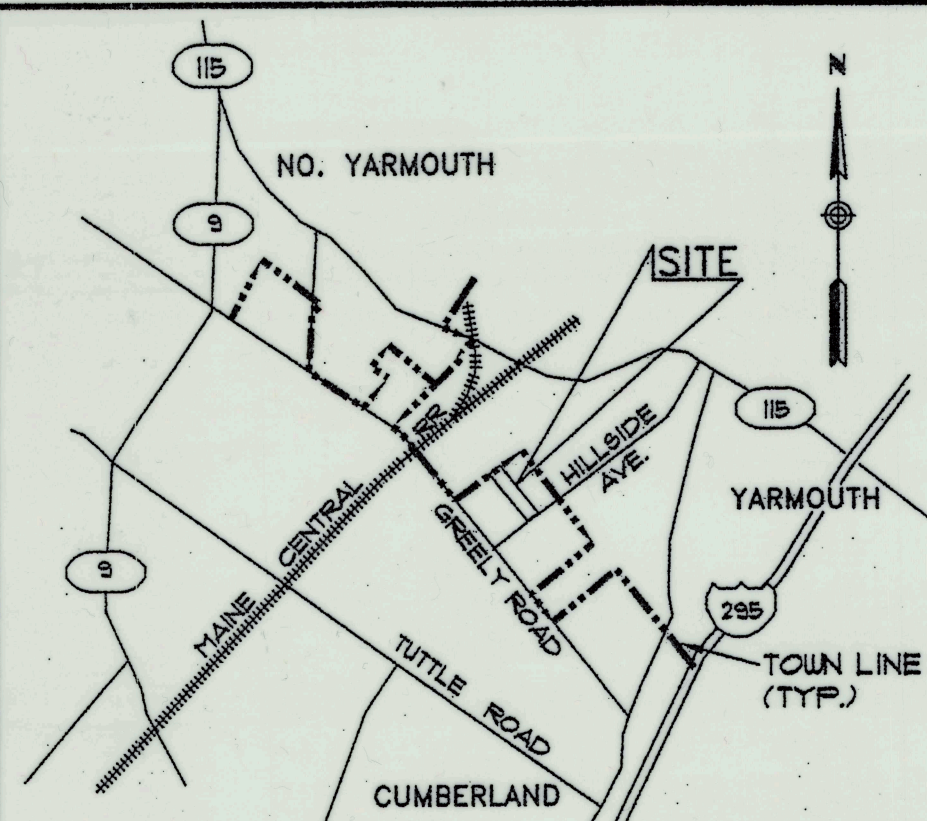 115
N
NO. YARMOUTH
9
SITE
115
HILLSIDE
AVE.
RR
YARMOUTH
CENTRAL
GREELY ROAD
9
MAINE
295
TUTTLE ROAD
TOWN LINE
(TYP.)
CUMBERLAND